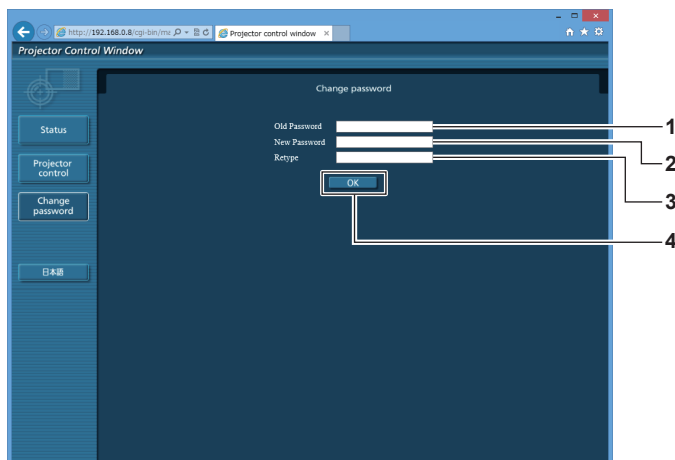 http://192.168.0.8/cgi-bin/me
Projector control window
Projector Control Window
Change password
Status
Projector
control
Change
password
日本語
Old Password
New Password
Retype
OK
1
2
3
4